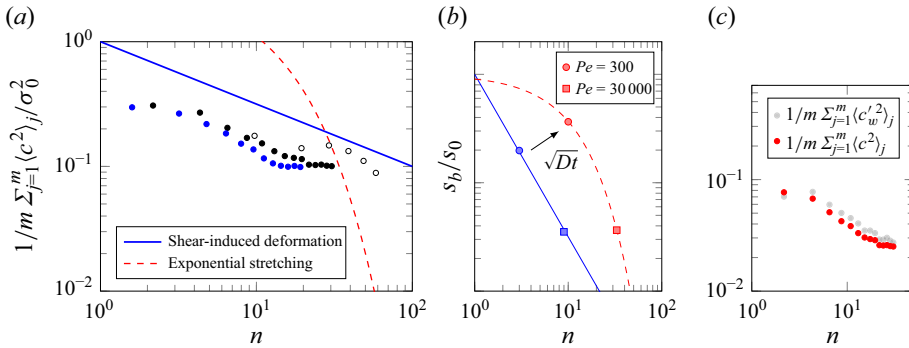 (a)
10^0
10^{-1}
10^{-2}
10^0
10^1
10^2
1/m Σ_{j=1}^{m} ⟨c^2⟩_j/σ_0^2
n
Shear-induced deformation
Exponential stretching
(b)
s_b/s_0
10^0
10^1
10^2
n
Pe = 300
Pe = 30 000
√Dt
(c)
10^{-1}
10^{-2}
10^1
n
1/m Σ_{j=1}^{m} ⟨c_w′^2⟩_j
1/m Σ_{j=1}^{m} ⟨c^2⟩_j